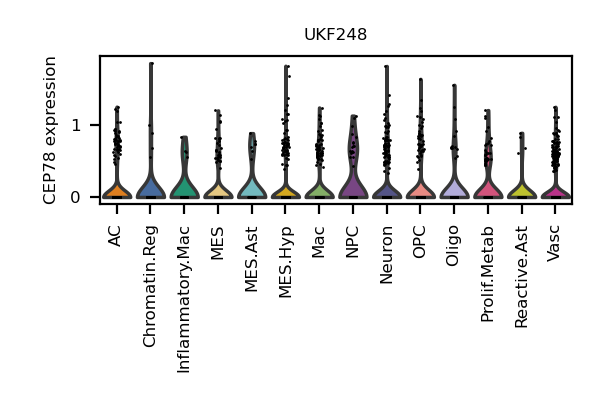 UKF248
CEP78 expression
1
0
AC
Chromatin.Reg
Inflammatory.Mac
MES
MES.Ast
MES.Hyp
Mac
NPC
Neuron
OPC
Oligo
Prolif.Metab
Reactive.Ast
Vasc